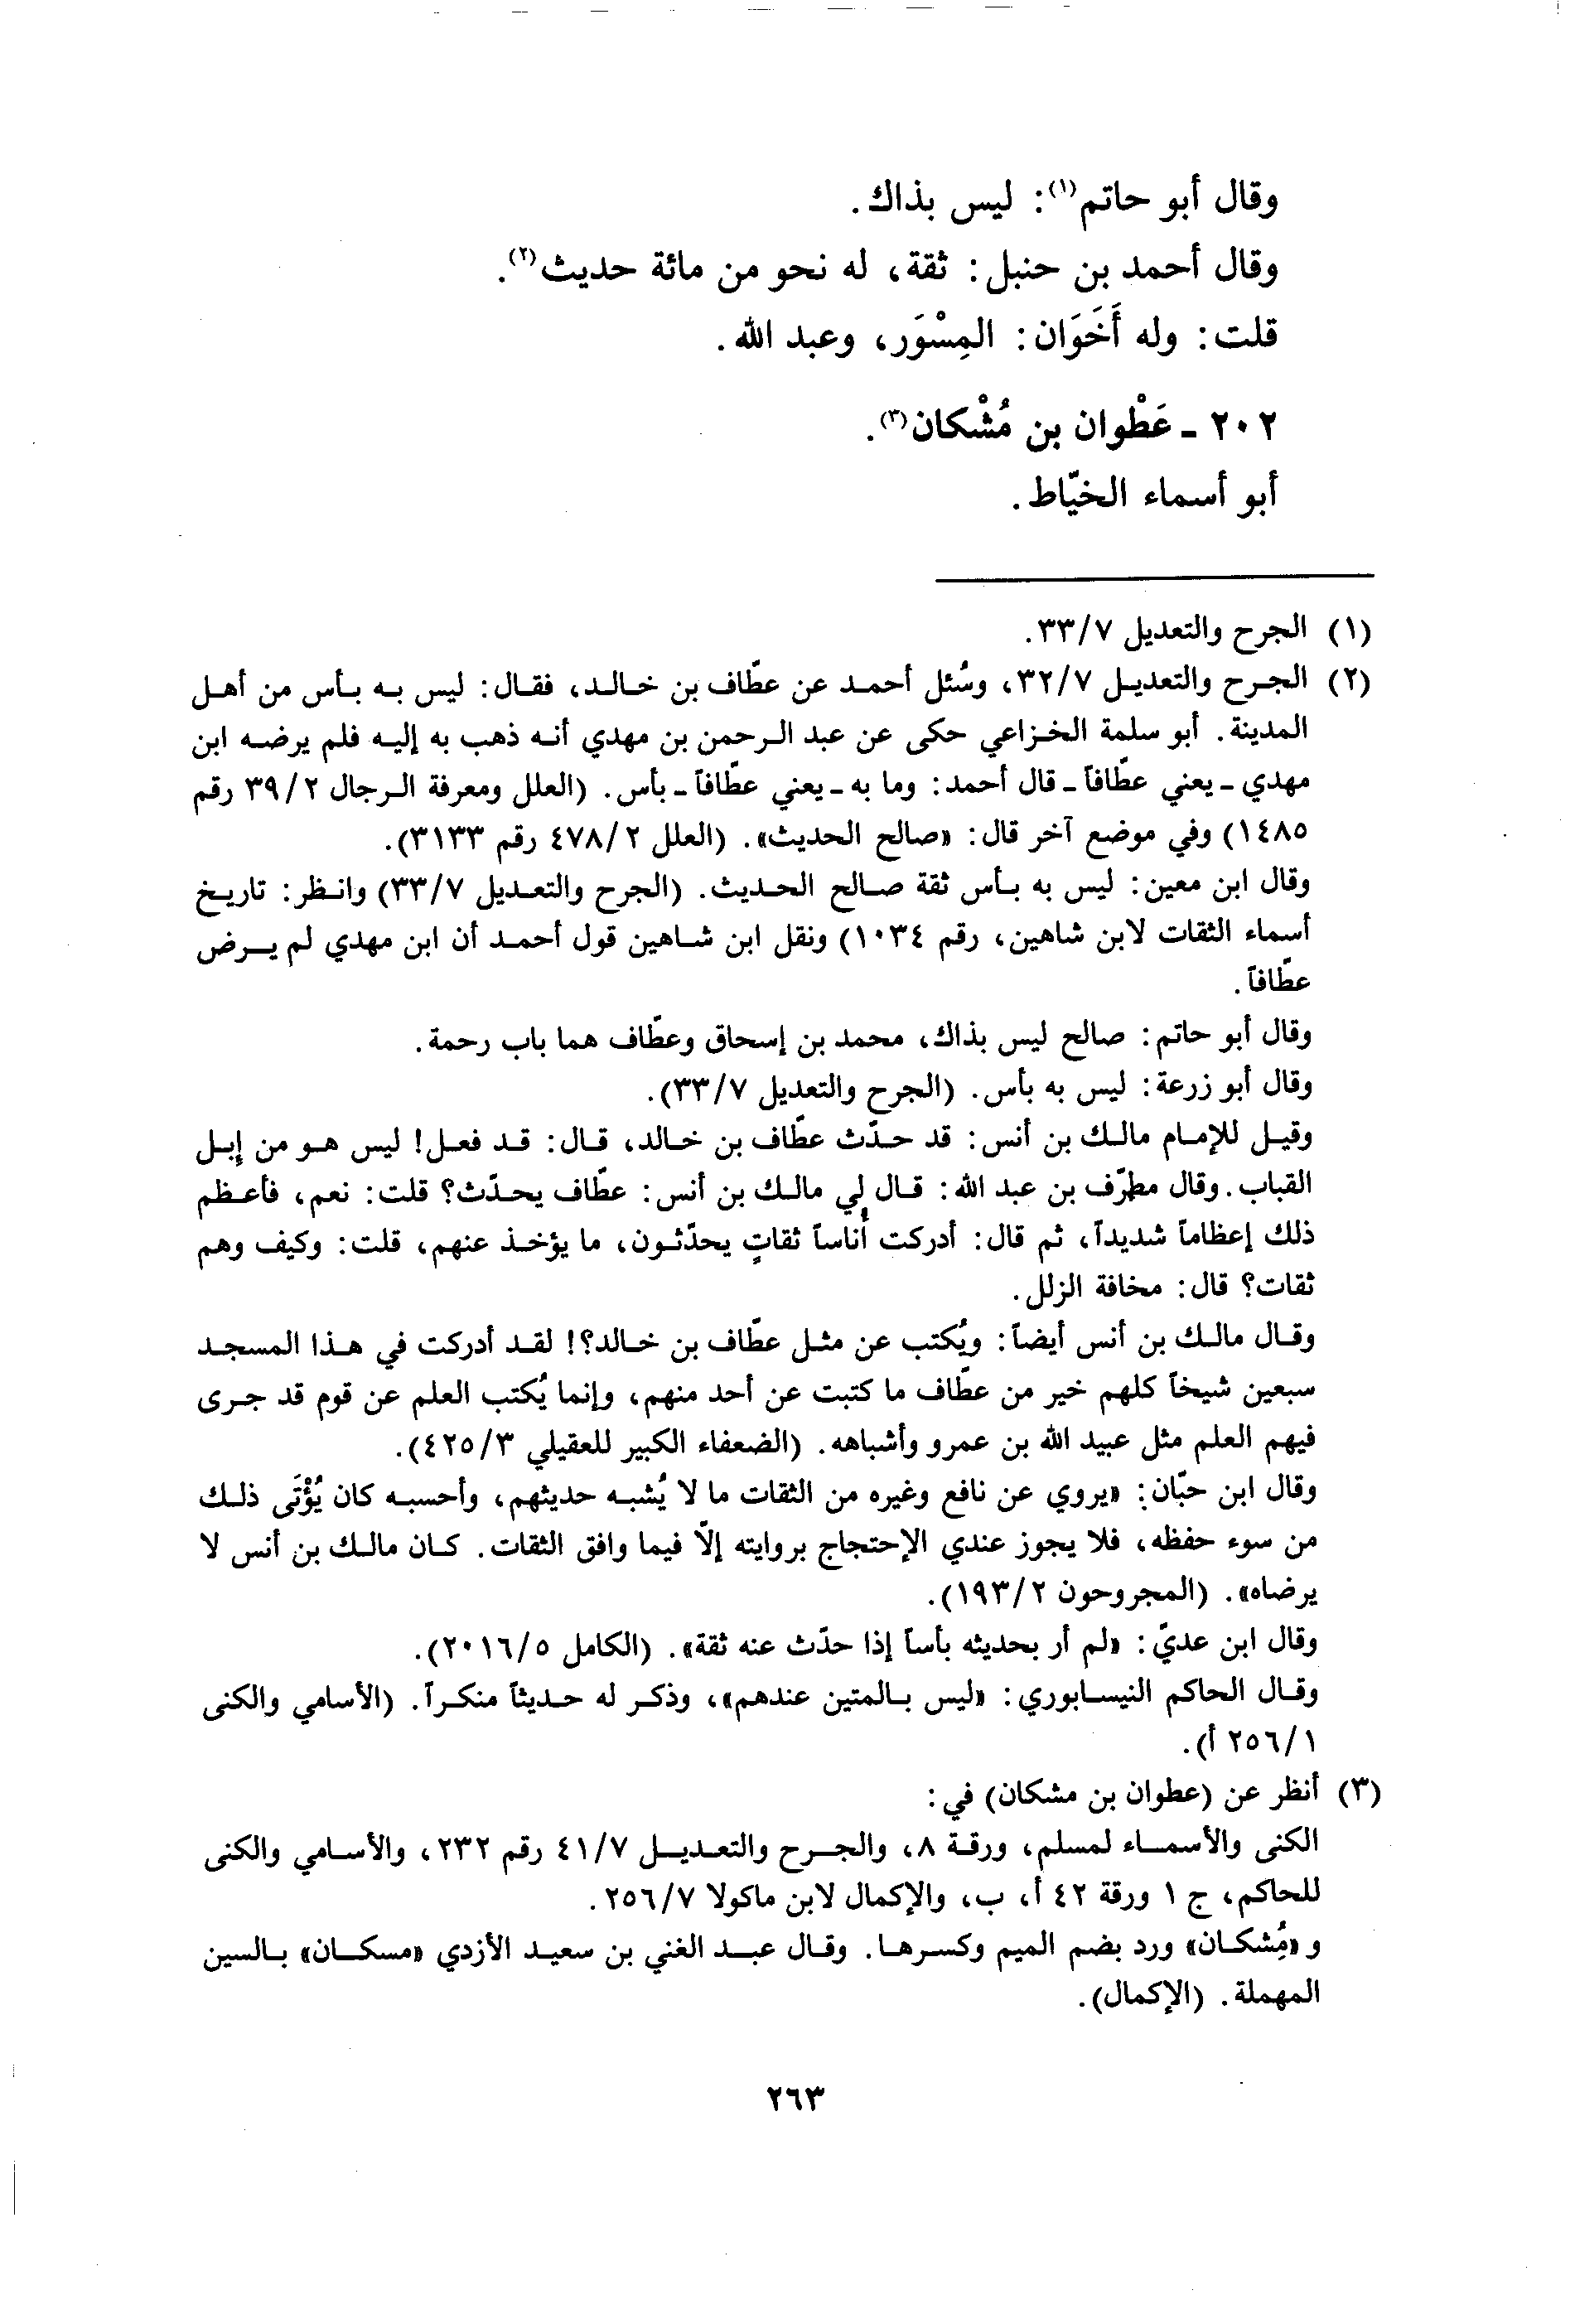 وقال أبو حاتم(١): ليس بذاك.
وقال أحمد بن حنبل: ثقة، له نحو من مائة حديث(٢).
قلت: وله أَخَوَان: المِسْوَر، وعبد الله.
٢٠٢ ـ عَطْوان بن مُشْكان(٣).
أبو أسماء الخيّاط.
(١) الجرح والتعديل ٣٣/٧.
(٢) الجرح والتعديل ٣٢/٧، وسُئل أحمد عن عطّاف بن خالد، فقال: ليس به بأس من أهل
المدينة. أبو سلمة الخزاعي حكى عن عبد الرحمن بن مهدي أنه ذهب به إليه فلم يرضه ابن
مهدي ـ يعني عطّافاً ـ قال أحمد: وما به ـ يعني عطّافاً ـ بأس. (العلل ومعرفة الرجال ٣٩/٢ رقم
١٤٨٥) وفي موضع آخر قال: «صالح الحديث». (العلل ٤٧٨/٢ رقم ٣١٣٣).
وقال ابن معين: ليس به بأس ثقة صالح الحديث. (الجرح والتعديل ٣٣/٧) وانظر: تاريخ
أسماء الثقات لابن شاهين، رقم ١٠٣٤) ونقل ابن شاهين قول أحمد أن ابن مهدي لم يرض
عطّافاً.
وقال أبو حاتم: صالح ليس بذاك، محمد بن إسحاق وعطّاف هما باب رحمة.
وقال أبو زرعة: ليس به بأس. (الجرح والتعديل ٣٣/٧).
وقيل للإمام مالك بن أنس: قد حدّث عطّاف بن خالد، قال: قد فعل! ليس هو من إبل
القباب. وقال مطرّف بن عبد الله: قال لي مالك بن أنس: عطّاف يحدّث؟ قلت: نعم، فأعظم
ذلك إعظاماً شديداً، ثم قال: أدركت أُناساً ثقاتٍ يحدّثون، ما يؤخذ عنهم، قلت: وكيف وهم
ثقات؟ قال: مخافة الزلل.
وقال مالك بن أنس أيضاً: ويُكتب عن مثل عطّاف بن خالد؟! لقد أدركت في هذا المسجد
سبعين شيخاً كلهم خير من عطّاف ما كتبت عن أحد منهم، وإنما يُكتب العلم عن قوم قد جرى
فيهم العلم مثل عبيد الله بن عمرو وأشباهه. (الضعفاء الكبير للعقيلي ٤٢٥/٣).
وقال ابن حبّان: «يروي عن نافع وغيره من الثقات ما لا يُشبه حديثهم، وأحسبه كان يُؤْتَى ذلك
من سوء حفظه، فلا يجوز عندي الإحتجاج بروايته إلّا فيما وافق الثقات. كان مالك بن أنس لا
يرضاه». (المجروحون ١٩٣/٢).
وقال ابن عديّ: «لم أر بحديثه بأساً إذا حدّث عنه ثقة». (الكامل ٢٠١٦/٥).
وقال الحاكم النيسابوري: «ليس بالمتين عندهم»، وذكر له حديثاً منكراً. (الأسامي والكنى
٢٥٦/١ أ).
(٣) أنظر عن (عطوان بن مشكان) في:
الكنى والأسماء لمسلم، ورقة ٨، والجرح والتعديل ٤١/٧ رقم ٢٣٢، والأسامي والكنى
للحاكم، ج ١ ورقة ٤٢ أ، ب، والإكمال لابن ماكولا ٢٥٦/٧.
و «مُِشكان» ورد بضم الميم وكسرها. وقال عبد الغني بن سعيد الأزدي «مسكان» بالسين
المهملة. (الإكمال).
٢٦٣